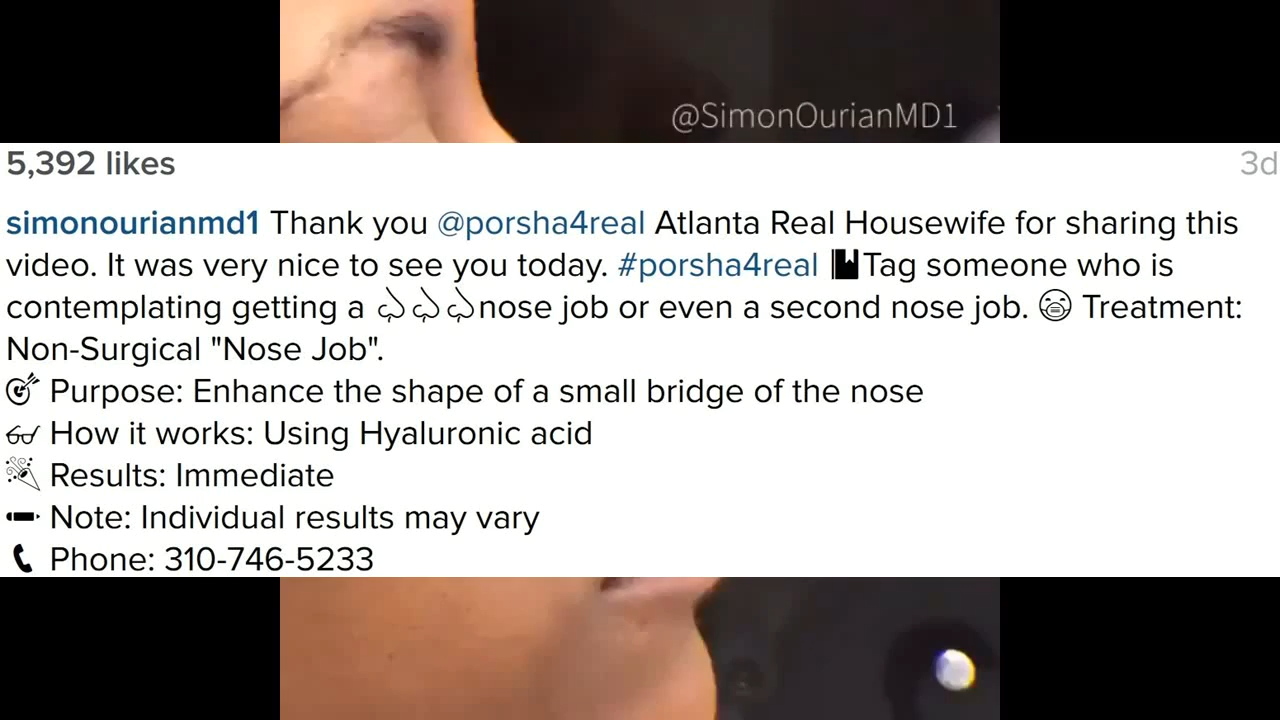 @SimonOurianMD1
5,392 likes 3d
simonourianmd1 Thank you @porsha4real Atlanta Real Housewife for sharing this
video. It was very nice to see you today. #porsha4real Tag someone who is
contemplating getting a 👃👃👃nose job or even a second nose job. 😭 Treatment:
Non-Surgical "Nose Job".
🎯 Purpose: Enhance the shape of a small bridge of the nose
👓 How it works: Using Hyaluronic acid
🎉 Results: Immediate
Note: Individual results may vary
📞 Phone: 310-746-5233